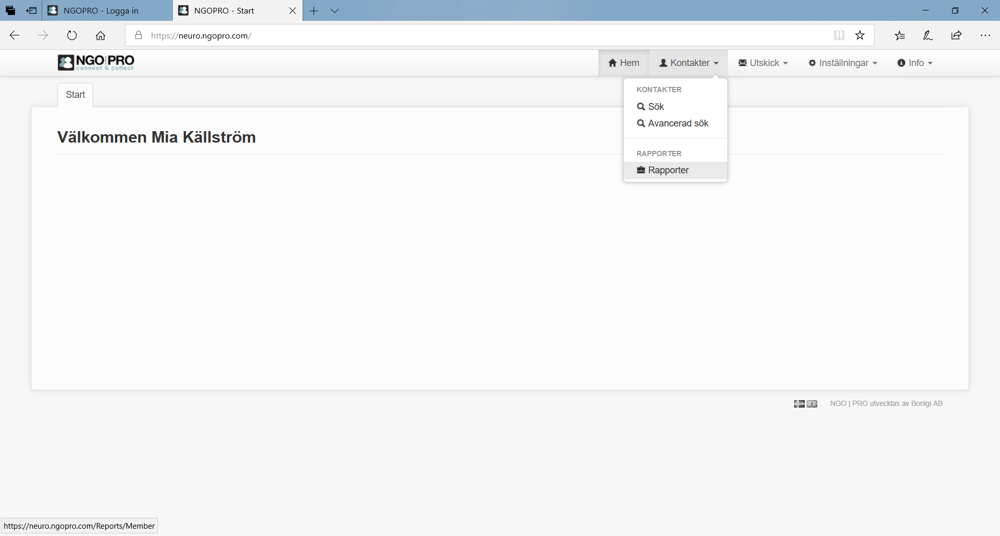 NGOPRO - Logga in
NGOPRO - Start
https://neuro.ngopro.com/
NGO|PRO
connect & collect
Hem
Kontakter
Utskick
Inställningar
Info
Start
KONTAKTER
Sök
Avancerad sök
RAPPORTER
Rapporter
Välkommen Mia Källström
NGO | PRO utvecklas av Bonigi AB
https://neuro.ngopro.com/Reports/Member